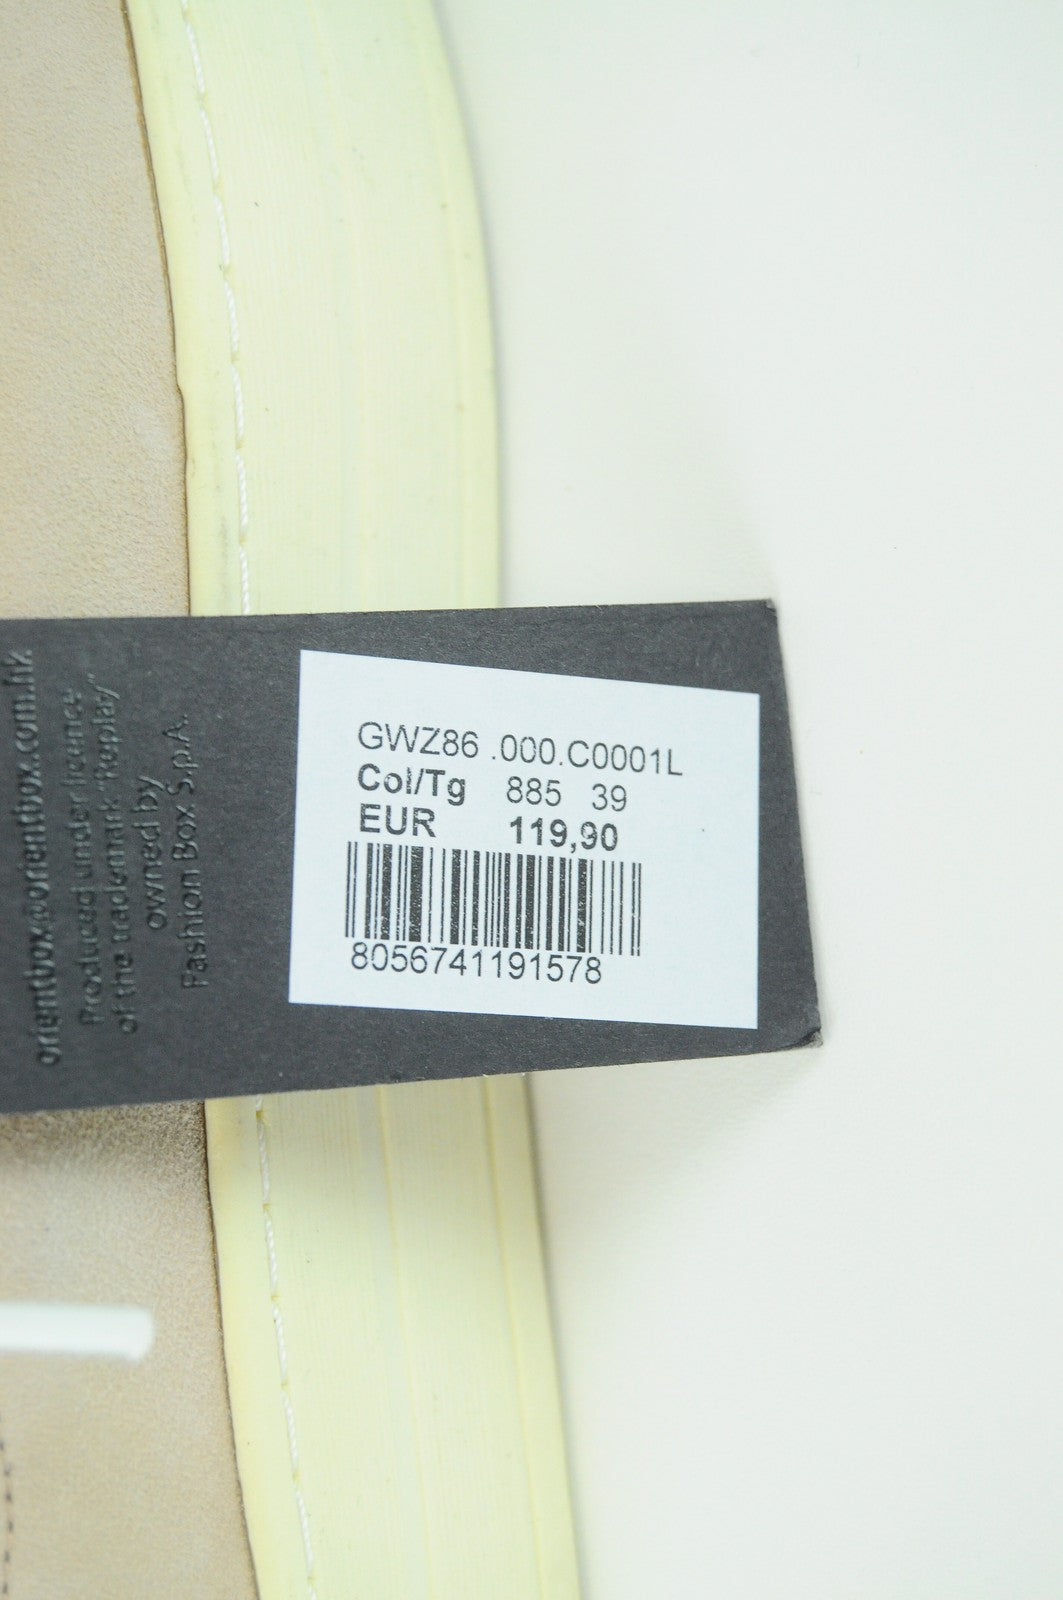 GWZ86 .000.C0001L
Col/Tg 885 39
EUR 119,90
8056741191578
orientbox.orientbox.com.hk
Produced under licence
of the trademark "Replay"
owned by
Fashion Box S.p.A.